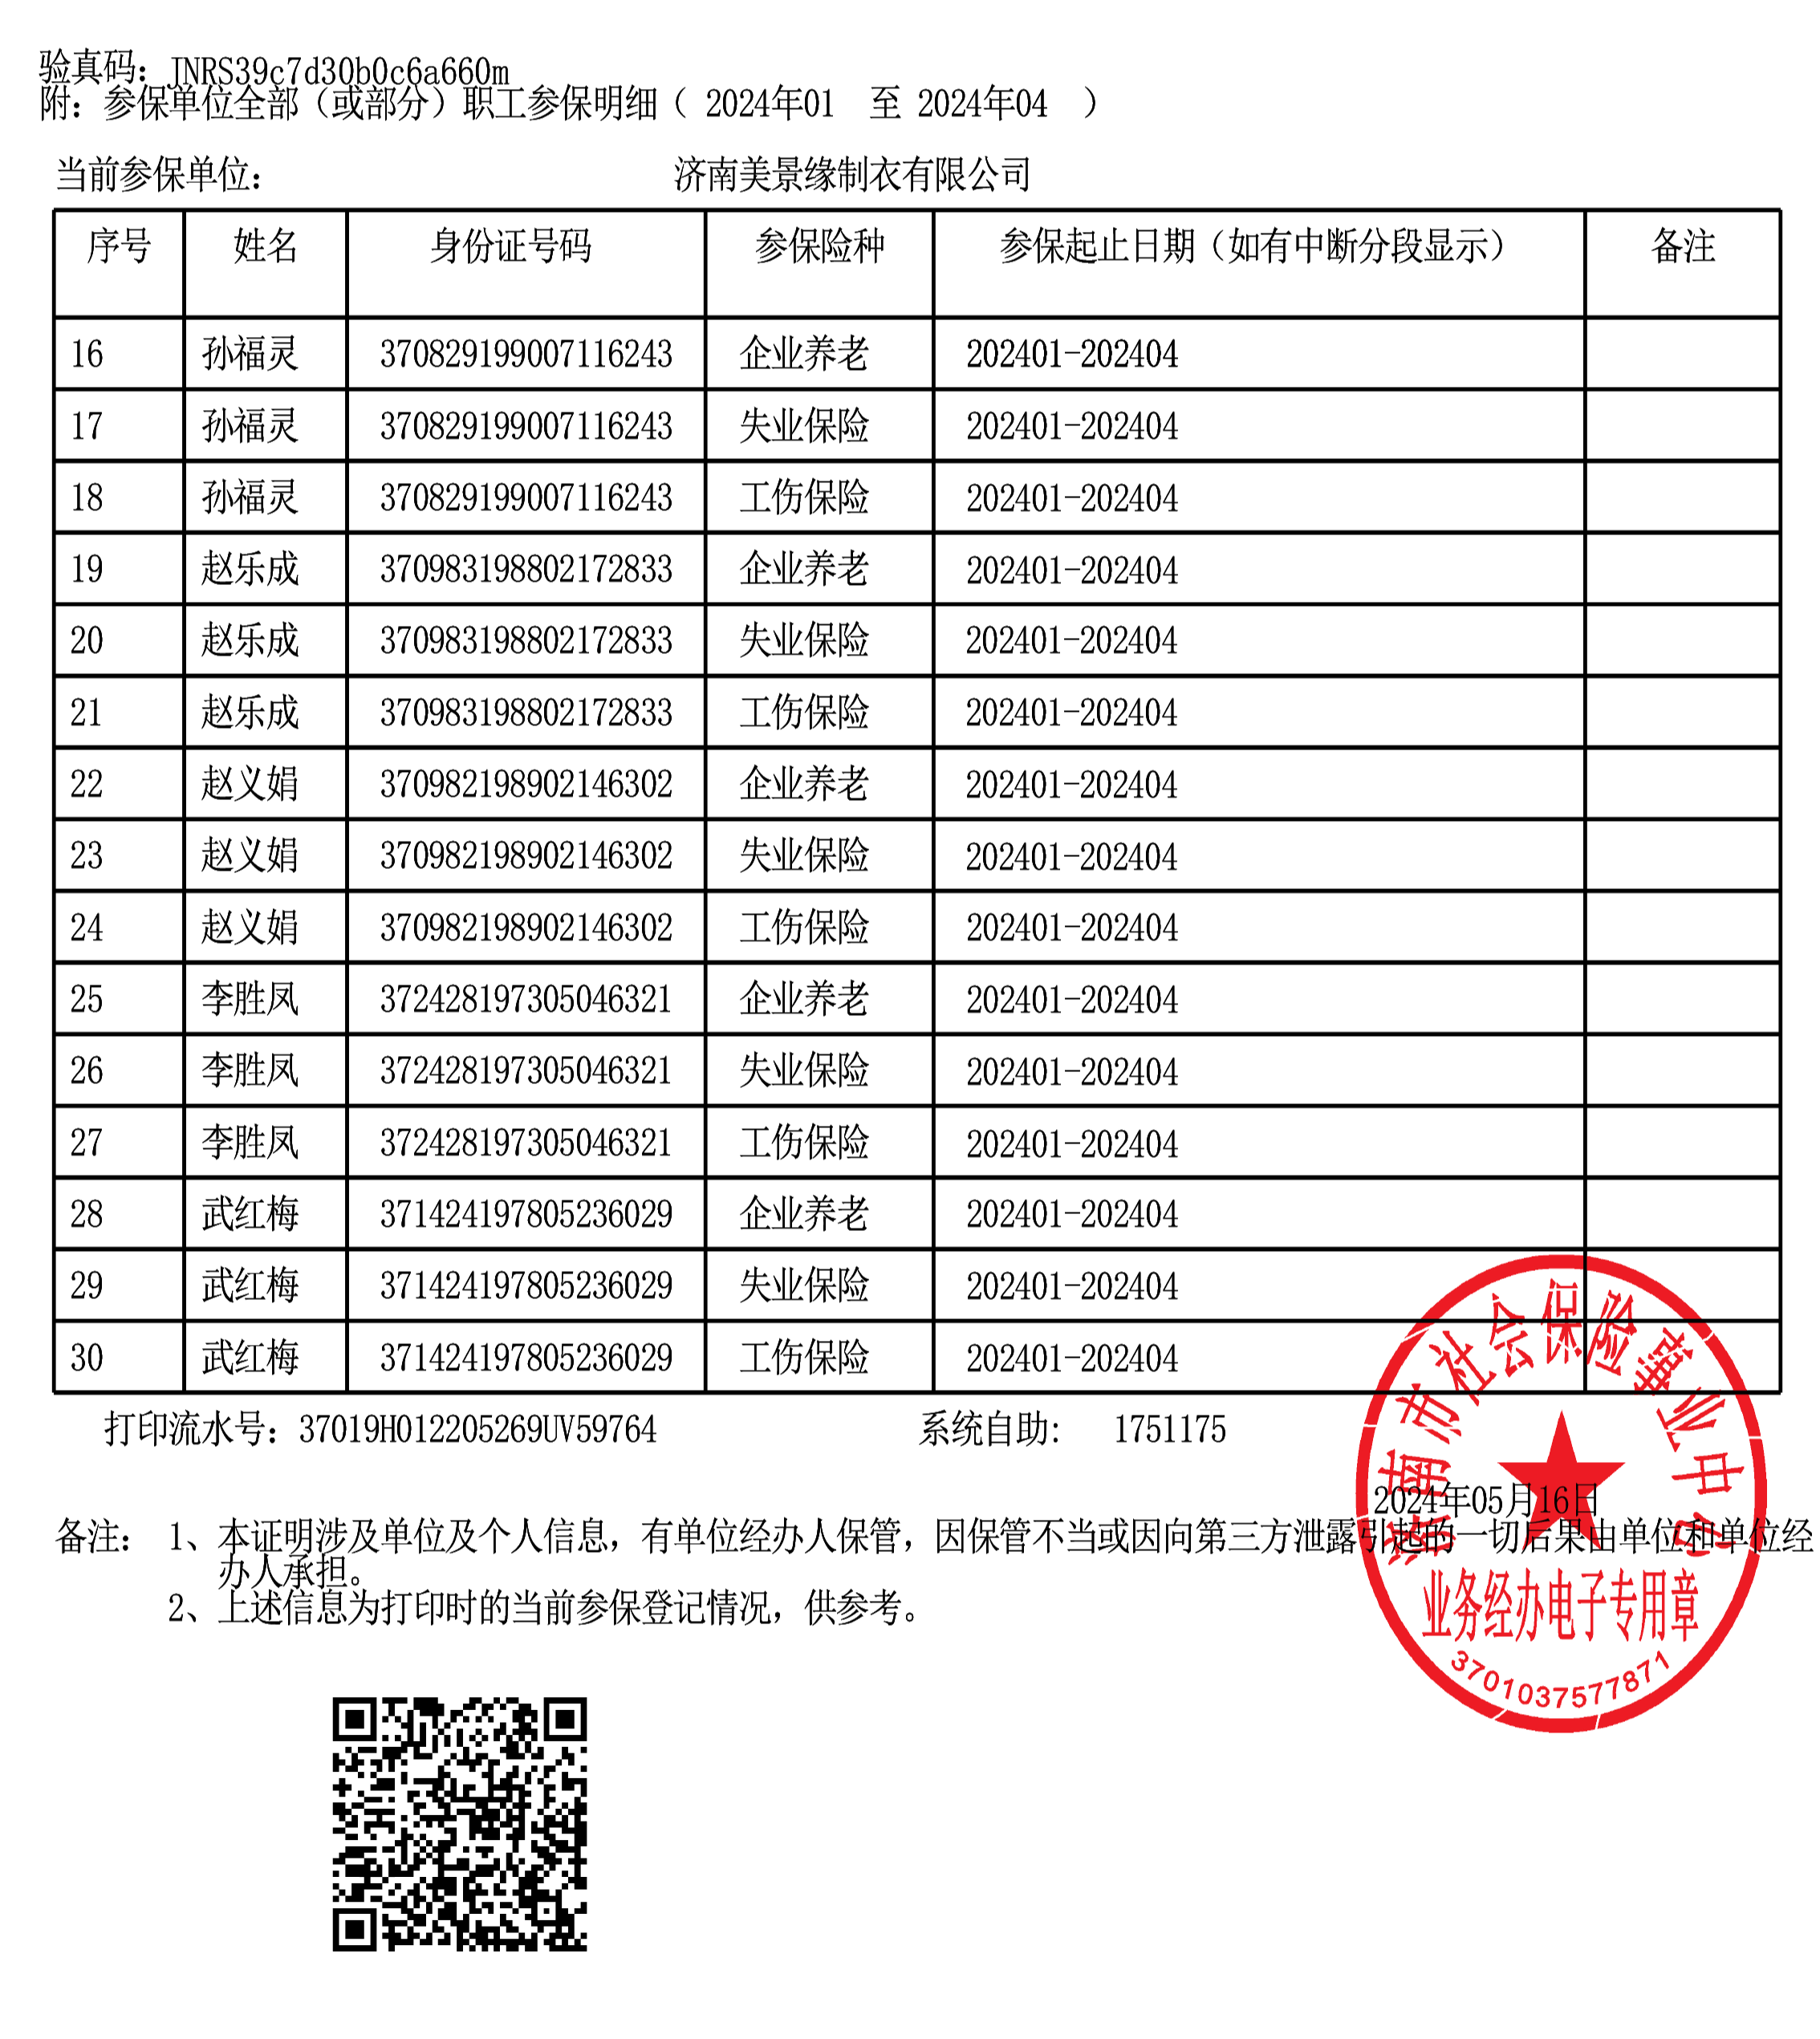 验真码：JNRS39c7d30b0c6a660m
附：参保单位全部（或部分）职工参保明细（ 2024年01 至 2024年04 ）
当前参保单位： 济南美景缘制衣有限公司
序号 姓名 身份证号码 参保险种 参保起止日期（如有中断分段显示） 备注
16 孙福灵 370829199007116243 企业养老 202401-202404
17 孙福灵 370829199007116243 失业保险 202401-202404
18 孙福灵 370829199007116243 工伤保险 202401-202404
19 赵乐成 370983198802172833 企业养老 202401-202404
20 赵乐成 370983198802172833 失业保险 202401-202404
21 赵乐成 370983198802172833 工伤保险 202401-202404
22 赵义娟 370982198902146302 企业养老 202401-202404
23 赵义娟 370982198902146302 失业保险 202401-202404
24 赵义娟 370982198902146302 工伤保险 202401-202404
25 李胜凤 372428197305046321 企业养老 202401-202404
26 李胜凤 372428197305046321 失业保险 202401-202404
27 李胜凤 372428197305046321 工伤保险 202401-202404
28 武红梅 371424197805236029 企业养老 202401-202404
29 武红梅 371424197805236029 失业保险 202401-202404
30 武红梅 371424197805236029 工伤保险 202401-202404
打印流水号：37019H012205269UV59764 系统自助： 1751175
2024年05月16日
备注： 1、本证明涉及单位及个人信息，有单位经办人保管，因保管不当或因向第三方泄露引起的一切后果由单位和单位经
办人承担。
2、上述信息为打印时的当前参保登记情况，供参考。
济南市社会保险事业中心
业务经办电子专用章
3701037577871